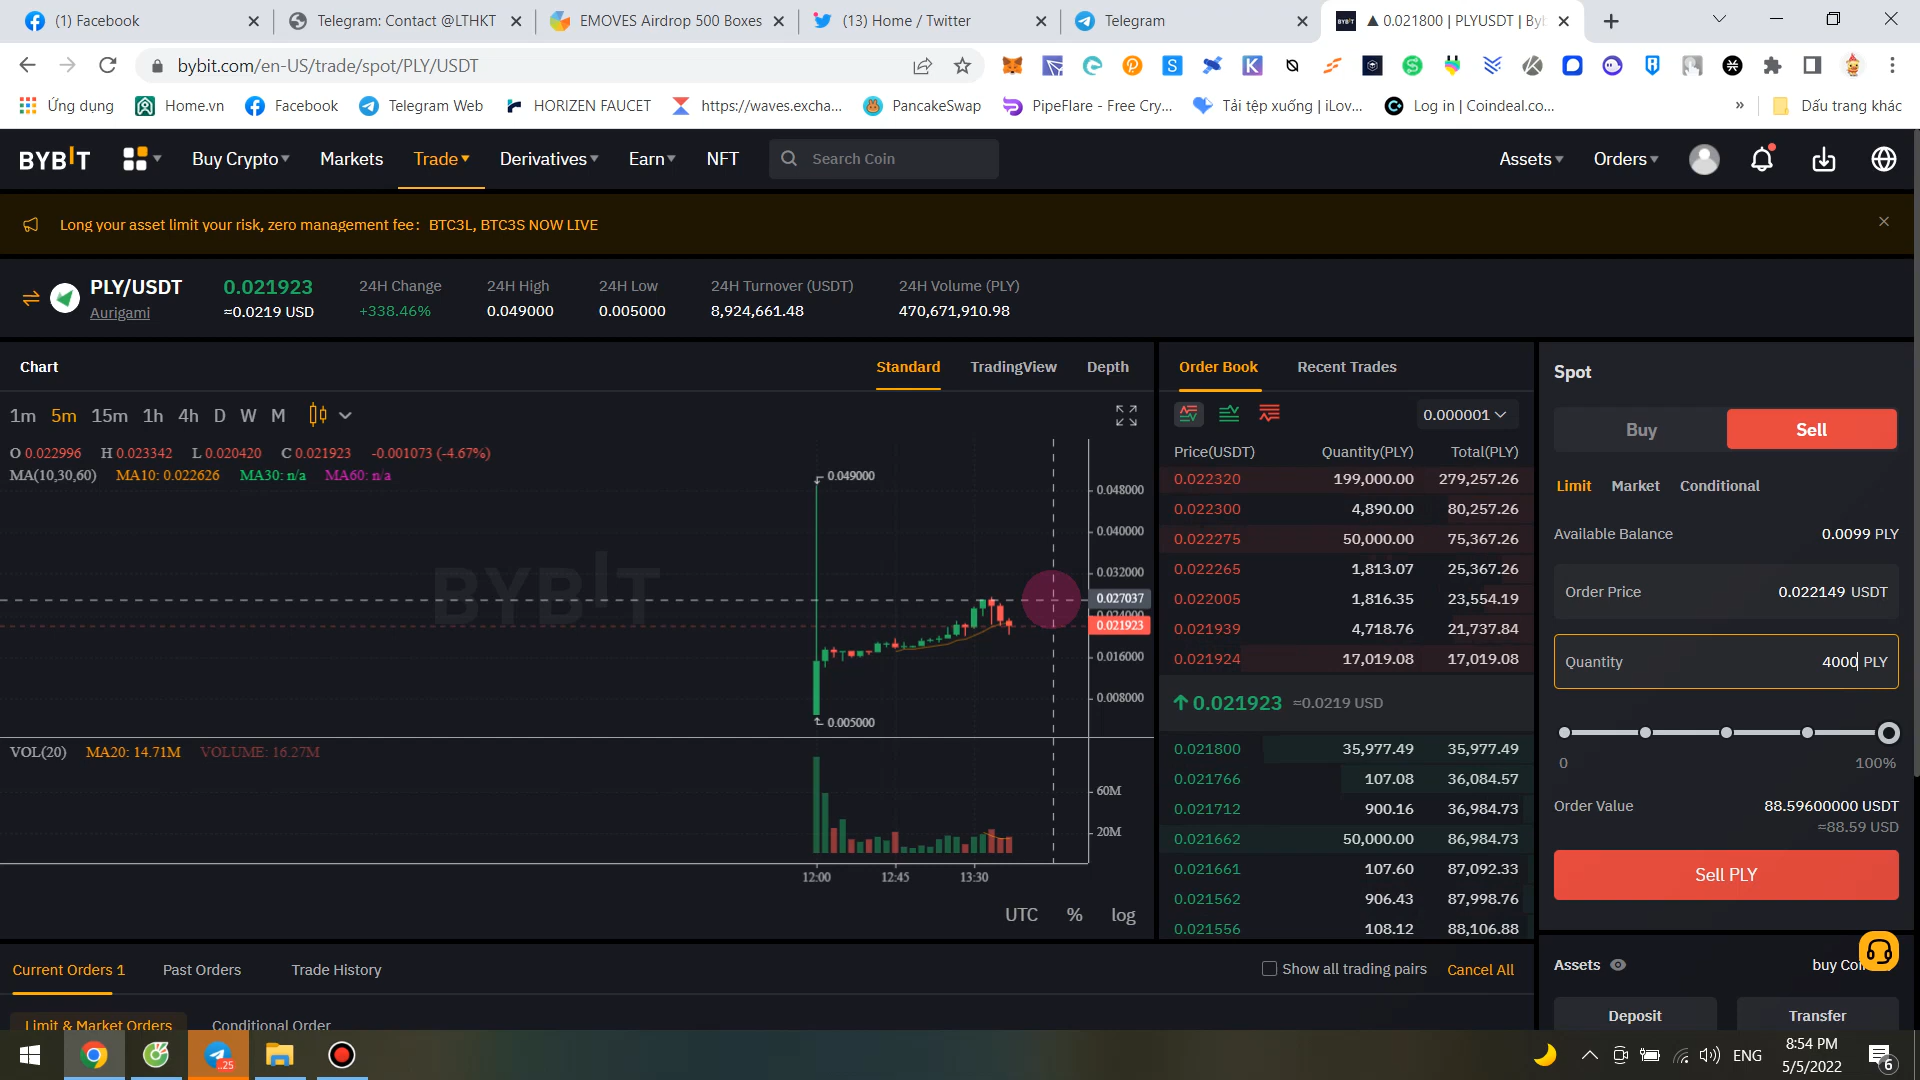 (1) Facebook
Telegram: Contact @LTHKT
EMOVES Airdrop 500 Boxes
(13) Home / Twitter
Telegram
▲ 0.021800 | PLYUSDT | Byb
bybit.com/en-US/trade/spot/PLY/USDT
Ứng dụng
Home.vn
Facebook
Telegram Web
HORIZEN FAUCET
https://waves.excha...
PancakeSwap
PipeFlare - Free Cry...
Tải tệp xuống | iLov...
Log in | Coindeal.co...
»
Dấu trang khác
BYBIT
Buy Crypto
Markets
Trade
Derivatives
Earn
NFT
Search Coin
Assets
Orders
Long your asset limit your risk, zero management fee: BTC3L, BTC3S NOW LIVE
PLY/USDT
Aurigami
0.021923
≈0.0219 USD
24H Change
+338.46%
24H High
0.049000
24H Low
0.005000
24H Turnover (USDT)
8,924,661.48
24H Volume (PLY)
470,671,910.98
Chart
Standard
TradingView
Depth
1m 5m 15m 1h 4h D W M
O 0.022996 H 0.023342 L 0.020420 C 0.021923 -0.001073 (-4.67%)
MA(10,30,60) MA10: 0.022626 MA30: n/a MA60: n/a
BYBIT
0.049000
0.005000
0.048000
0.040000
0.032000
0.027037
0.024000
0.021923
0.016000
0.008000
VOL(20) MA20: 14.71M VOLUME: 16.27M
60M
20M
12:00 12:45 13:30
UTC % log
Order Book
Recent Trades
0.000001
Price(USDT) Quantity(PLY) Total(PLY)
0.022320 199,000.00 279,257.26
0.022300 4,890.00 80,257.26
0.022275 50,000.00 75,367.26
0.022265 1,813.07 25,367.26
0.022005 1,816.35 23,554.19
0.021939 4,718.76 21,737.84
0.021924 17,019.08 17,019.08
0.021923 ≈0.0219 USD
0.021800 35,977.49 35,977.49
0.021766 107.08 36,084.57
0.021712 900.16 36,984.73
0.021662 50,000.00 86,984.73
0.021661 107.60 87,092.33
0.021562 906.43 87,998.76
0.021556 108.12 88,106.88
Spot
Buy
Sell
Limit Market Conditional
Available Balance 0.0099 PLY
Order Price 0.022149 USDT
Quantity 4000 PLY
0 100%
Order Value 88.59600000 USDT
≈88.59 USD
Sell PLY
Assets
buy Co
Deposit
Transfer
Current Orders 1
Past Orders
Trade History
Show all trading pairs
Cancel All
Limit & Market Orders
Conditional Order
25
ENG
8:54 PM
5/5/2022
6